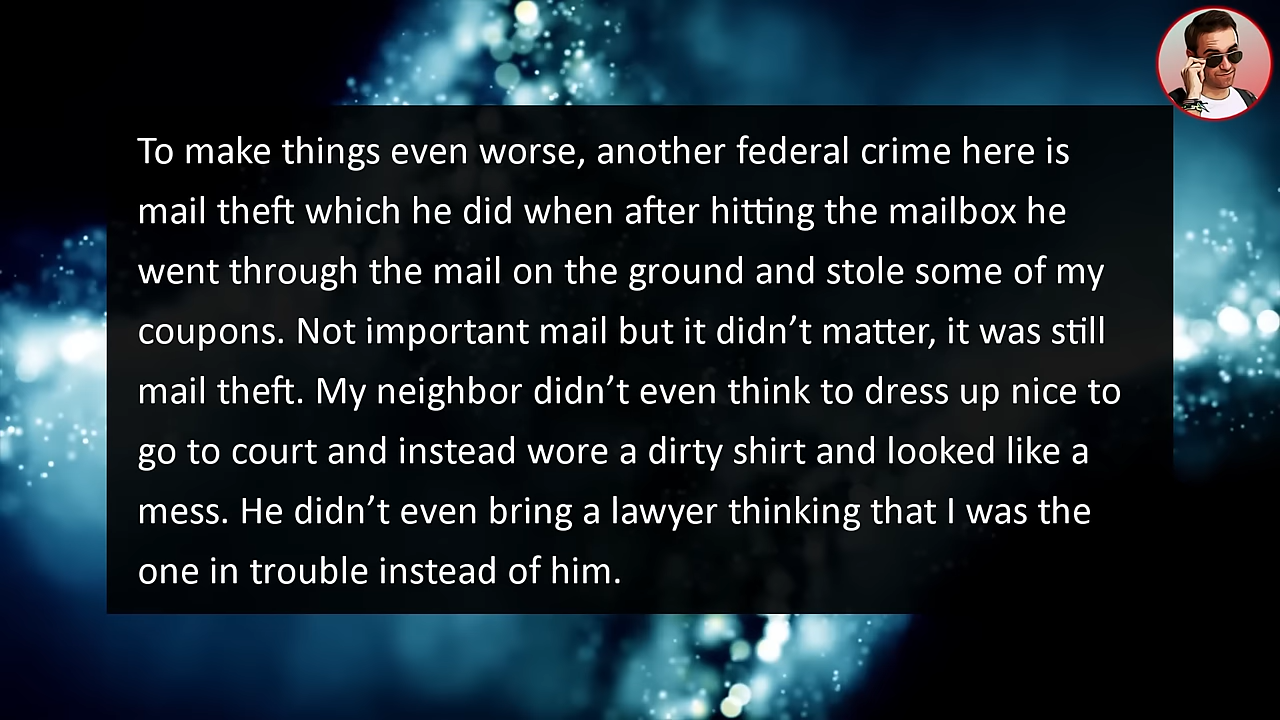 To make things even worse, another federal crime here is
mail theft which he did when after hitting the mailbox he
went through the mail on the ground and stole some of my
coupons. Not important mail but it didn’t matter, it was still
mail theft. My neighbor didn’t even think to dress up nice to
go to court and instead wore a dirty shirt and looked like a
mess. He didn’t even bring a lawyer thinking that I was the
one in trouble instead of him.